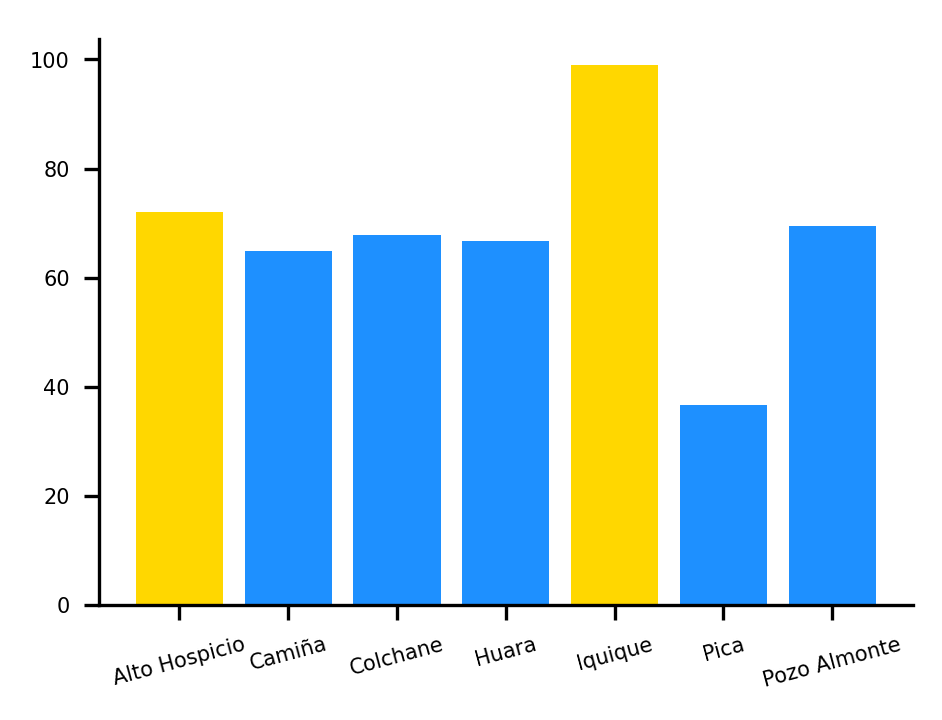 100
80
60
40
20
0
Alto Hospicio
Camiña
Colchane
Huara
Iquique
Pica
Pozo Almonte